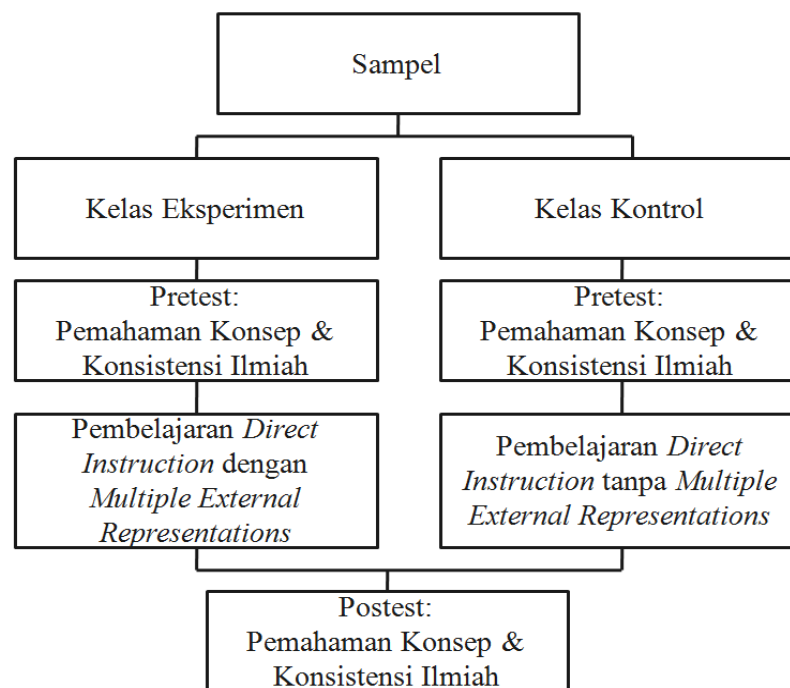 Sampel
Kelas Eksperimen
Kelas Kontrol
Pretest:
Pemahaman Konsep &
Konsistensi Ilmiah
Pretest:
Pemahaman Konsep &
Konsistensi Ilmiah
Pembelajaran Direct
Instruction dengan
Multiple External
Representations
Pembelajaran Direct
Instruction tanpa Multiple
External Representations
Postest:
Pemahaman Konsep &
Konsistensi Ilmiah